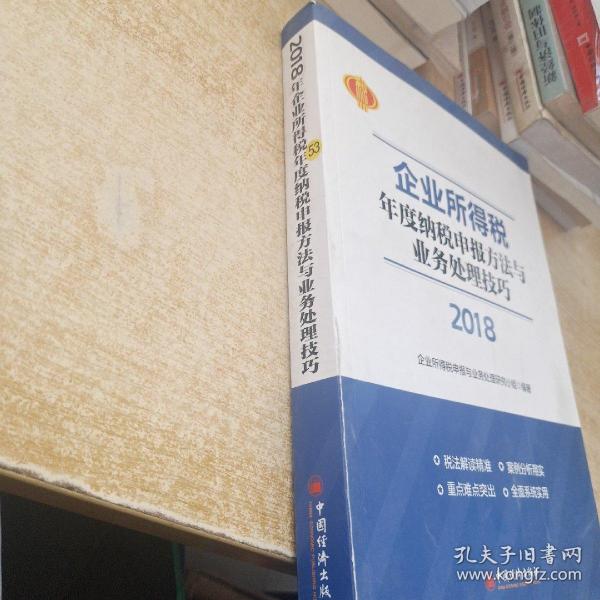 2018年企业所得税年度纳税申报方法与业务处理技巧
53
中国经济出版
企业所得税
年度纳税申报方法与
业务处理技巧
2018
企业所得税申报与业务处理研究小组◎编著
税法解读精准
案例分析翔实
重点难点突出
全面系统实用
孔夫子旧书网
www.kongfz.com